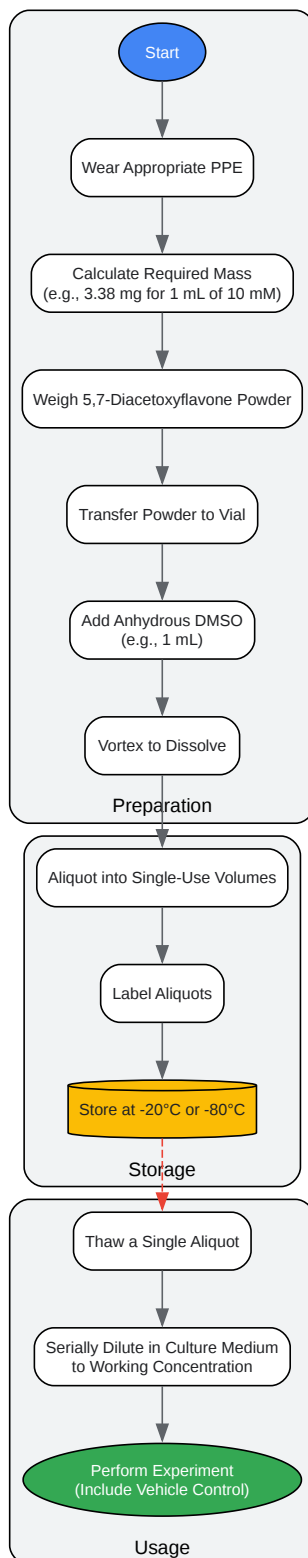 Start
Wear Appropriate PPE
Calculate Required Mass
(e.g., 3.38 mg for 1 mL of 10 mM)
Weigh 5,7-Diacetoxyflavone Powder
Transfer Powder to Vial
Add Anhydrous DMSO
(e.g., 1 mL)
Vortex to Dissolve
Preparation
Aliquot into Single-Use Volumes
Label Aliquots
Store at -20°C or -80°C
Storage
Thaw a Single Aliquot
Serially Dilute in Culture Medium
to Working Concentration
Perform Experiment
(Include Vehicle Control)
Usage